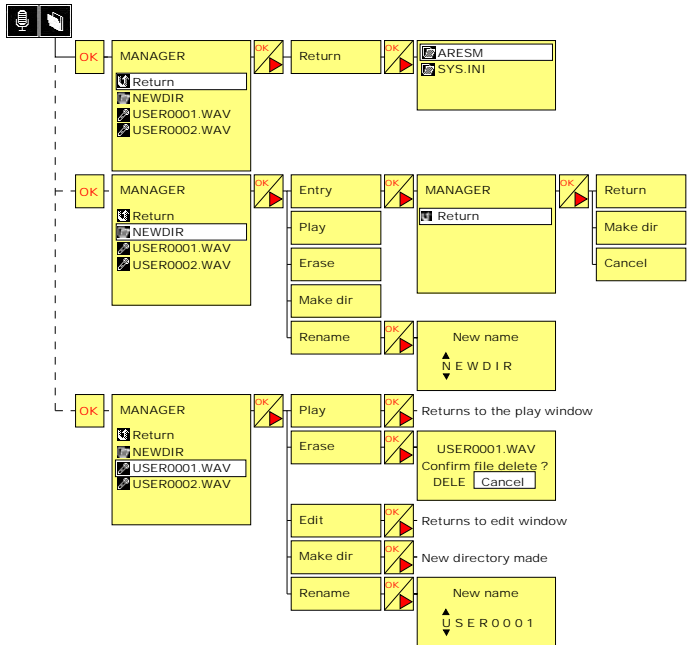 OK
MANAGER
Return
NEWDIR
USER0001.WAV
USER0002.WAV
OK
Return
OK
ARESM
SYS.INI
OK
MANAGER
Return
NEWDIR
USER0001.WAV
USER0002.WAV
OK
Entry
Play
Erase
Make dir
Rename
OK
MANAGER
Return
OK
Return
Make dir
Cancel
OK
New name
NEWDIR
OK
MANAGER
Return
NEWDIR
USER0001.WAV
USER0002.WAV
OK
Play
OK
Returns to the play window
Erase
OK
USER0001.WAV
Confirm file delete ?
DELE Cancel
Edit
OK
Returns to edit window
Make dir
OK
New directory made
Rename
OK
New name
USER0001